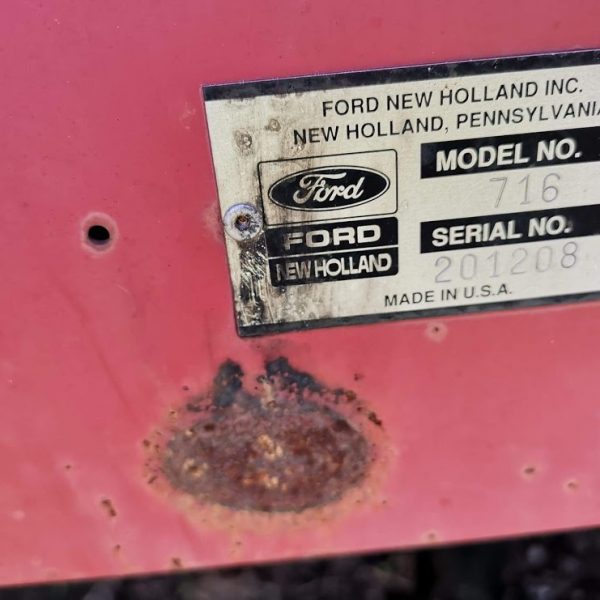 FORD NEW HOLLAND INC.
NEW HOLLAND, PENNSYLVANIA
Ford
FORD
NEW HOLLAND
MODEL NO.
716
SERIAL NO.
201208
MADE IN U.S.A.